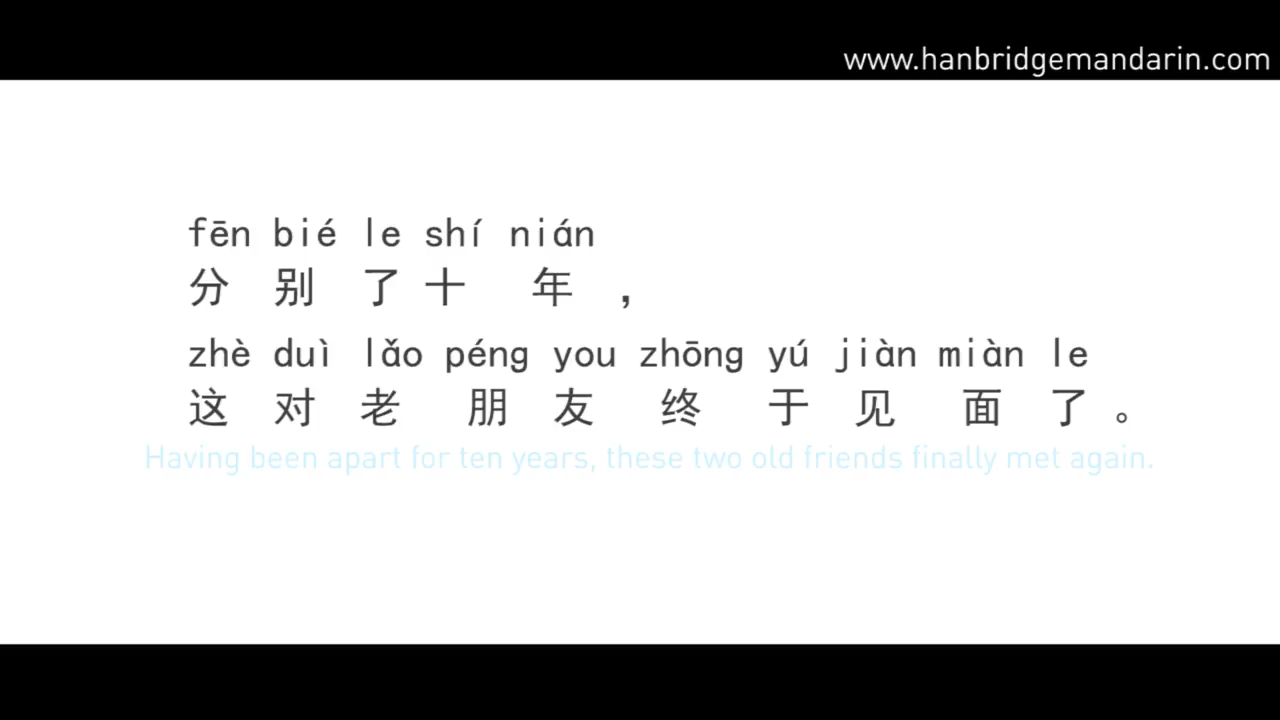 www.hanbridgemandarin.com
fēn bié le shí nián
分 别 了 十 年 ，
zhè duì lǎo péng you zhōng yú jiàn miàn le
这 对 老 朋 友 终 于 见 面 了 。
Having been apart for ten years, these two old friends finally met again.